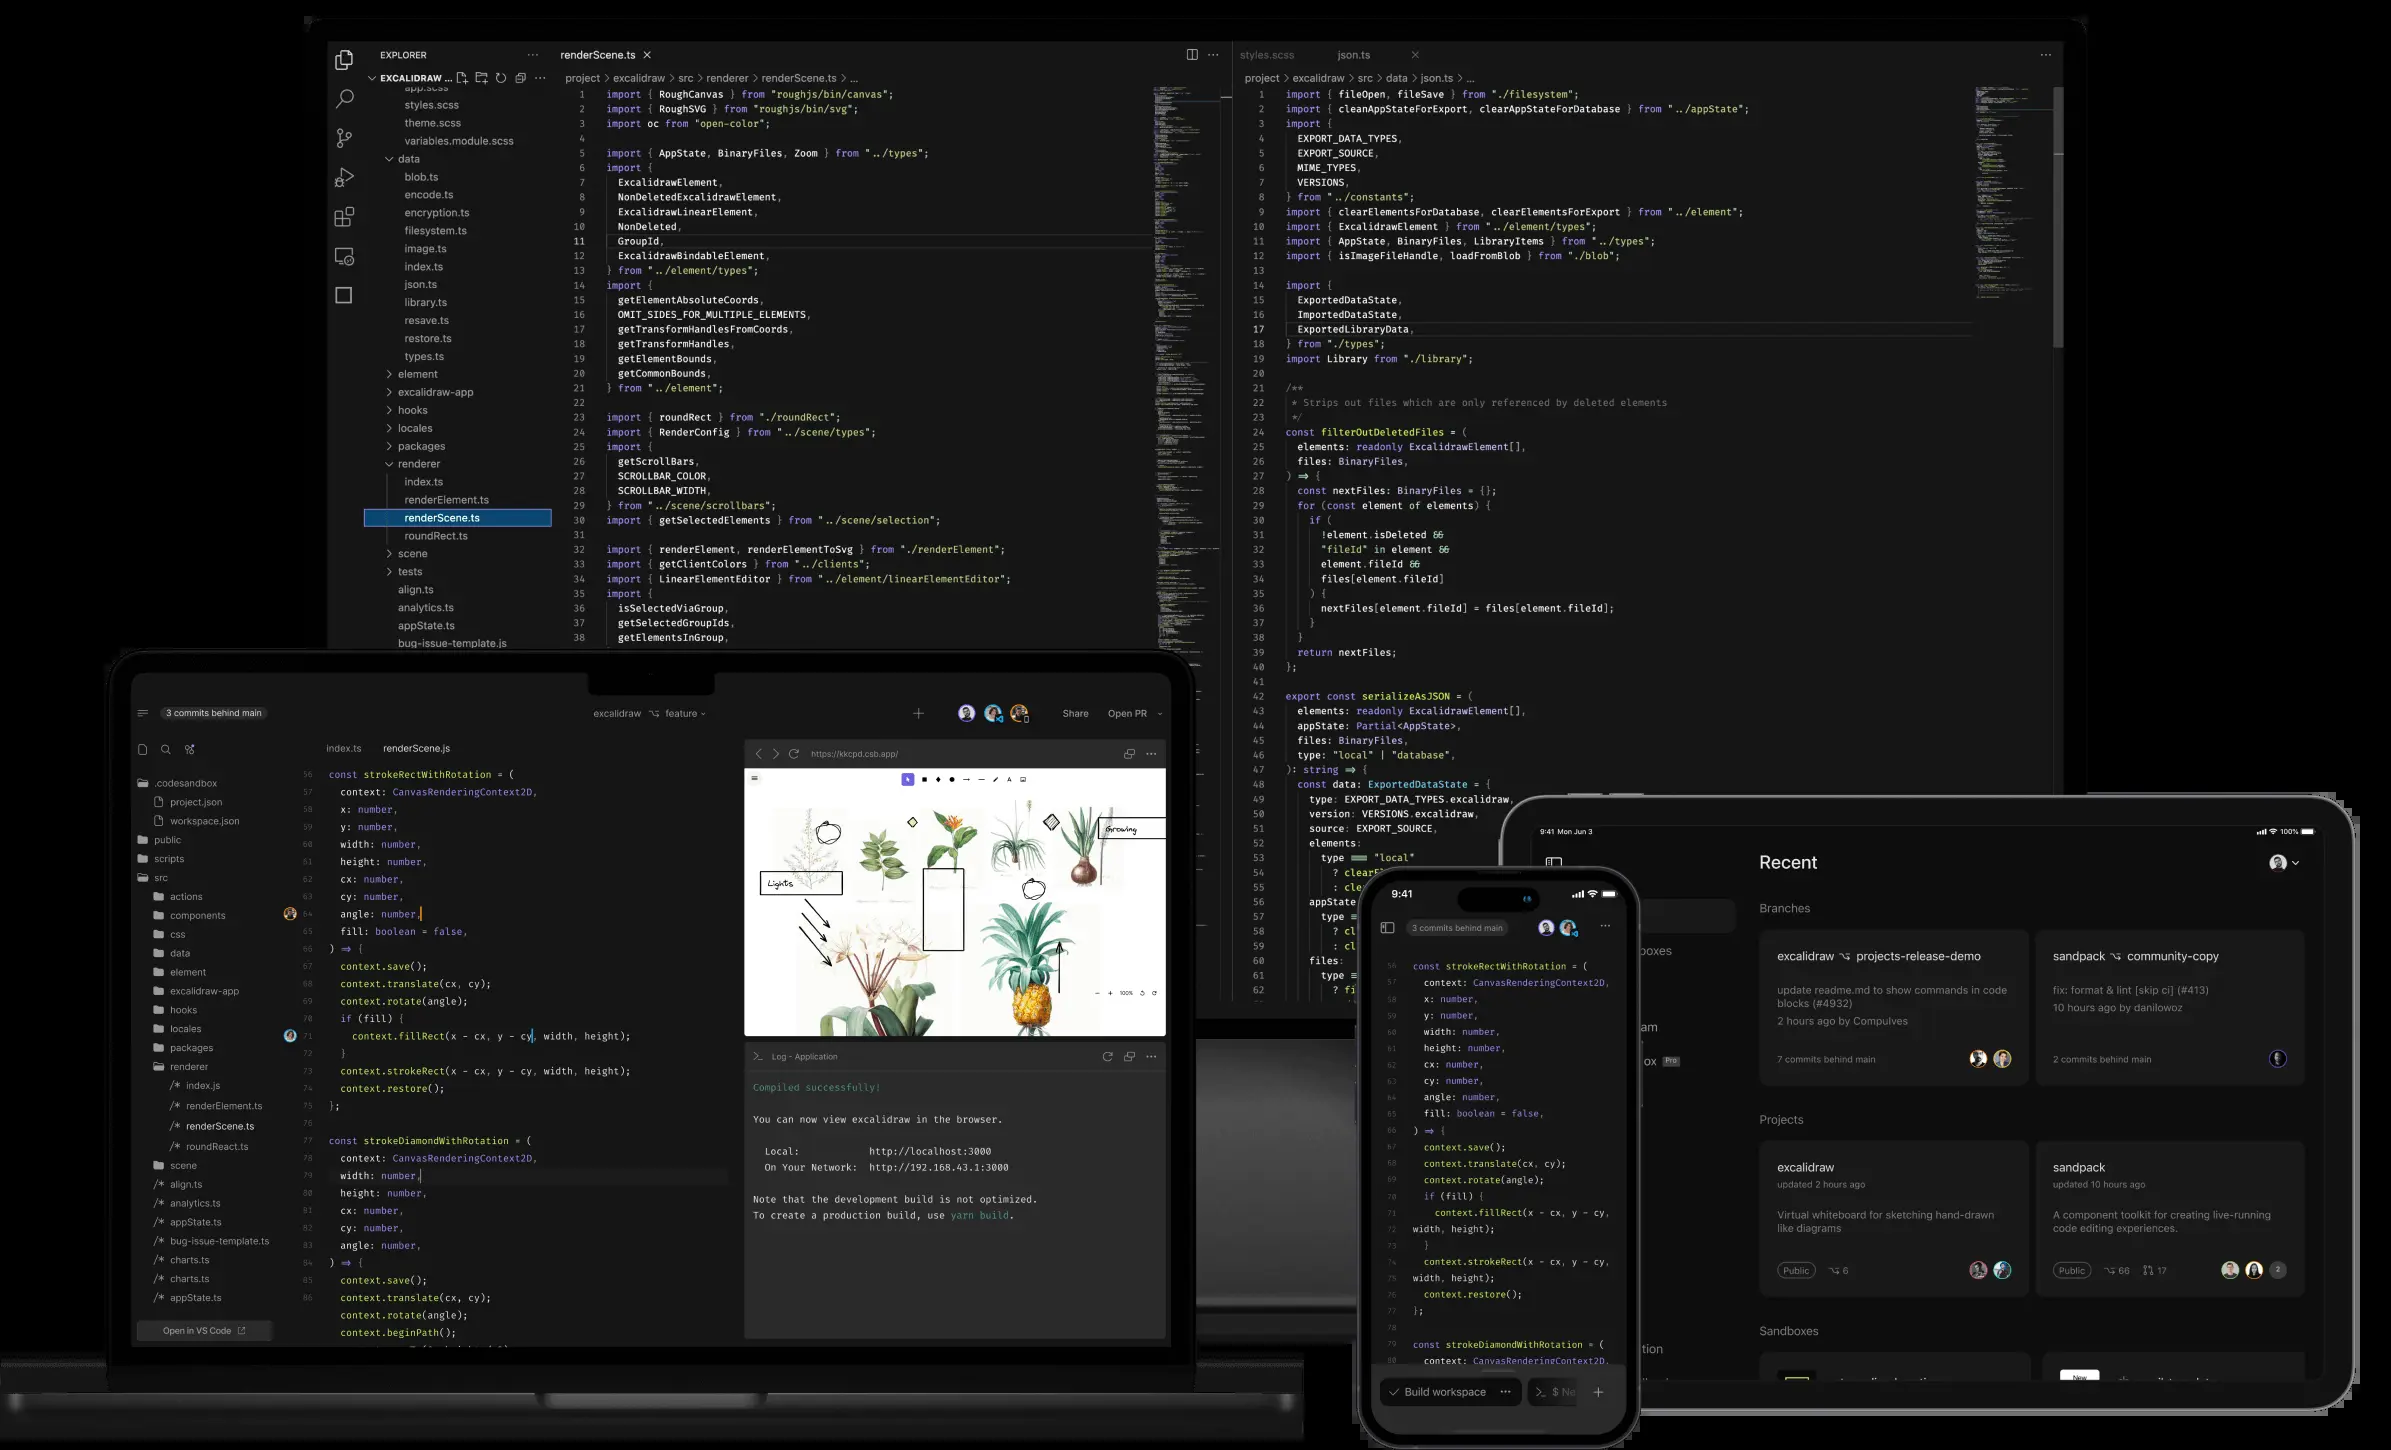 EXPLORER
EXCALIDRAW ...
app.scss
styles.scss
theme.scss
variables.module.scss
data
blob.ts
encode.ts
encryption.ts
filesystem.ts
image.ts
index.ts
json.ts
library.ts
resave.ts
restore.ts
types.ts
element
excalidraw-app
hooks
locales
packages
renderer
index.ts
renderElement.ts
renderScene.ts
roundRect.ts
scene
tests
align.ts
analytics.ts
appState.ts
bug-issue-template.js
renderScene.ts
project > excalidraw > src > renderer > renderScene.ts > ...
1 import { RoughCanvas } from "roughjs/bin/canvas";
2 import { RoughSVG } from "roughjs/bin/svg";
3 import oc from "open-color";
4
5 import { AppState, BinaryFiles, Zoom } from "../types";
6 import {
7 ExcalidrawElement,
8 NonDeletedExcalidrawElement,
9 ExcalidrawLinearElement,
10 NonDeleted,
11 GroupId,
12 ExcalidrawBindableElement,
13 } from "../element/types";
14 import {
15 getElementAbsoluteCoords,
16 OMIT_SIDES_FOR_MULTIPLE_ELEMENTS,
17 getTransformHandlesFromCoords,
18 getTransformHandles,
19 getElementBounds,
20 getCommonBounds,
21 } from "../element";
22
23 import { roundRect } from "./roundRect";
24 import { RenderConfig } from "../scene/types";
25 import {
26 getScrollBars,
27 SCROLLBAR_COLOR,
28 SCROLLBAR_WIDTH,
29 } from "../scene/scrollbars";
30 import { getSelectedElements } from "../scene/selection";
31
32 import { renderElement, renderElementToSvg } from "./renderElement";
33 import { getClientColors } from "../clients";
34 import { LinearElementEditor } from "../element/linearElementEditor";
35 import {
36 isSelectedViaGroup,
37 getSelectedGroupIds,
38 getElementsInGroup,
styles.scss json.ts
project > excalidraw > src > data > json.ts > ...
1 import { fileOpen, fileSave } from "./filesystem";
2 import { cleanAppStateForExport, clearAppStateForDatabase } from "../appState";
3 import {
4 EXPORT_DATA_TYPES,
5 EXPORT_SOURCE,
6 MIME_TYPES,
7 VERSIONS,
8 } from "../constants";
9 import { clearElementsForDatabase, clearElementsForExport } from "../element";
10 import { ExcalidrawElement } from "../element/types";
11 import { AppState, BinaryFiles, LibraryItems } from "../types";
12 import { isImageFileHandle, loadFromBlob } from "./blob";
13
14 import {
15 ExportedDataState,
16 ImportedDataState,
17 ExportedLibraryData,
18 } from "./types";
19 import Library from "./library";
20
21 /**
22 * Strips out files which are only referenced by deleted elements
23 */
24 const filterOutDeletedFiles = (
25 elements: readonly ExcalidrawElement[],
26 files: BinaryFiles,
27 ) => {
28 const nextFiles: BinaryFiles = {};
29 for (const element of elements) {
30 if (
31 !element.isDeleted &&
32 "fileId" in element &&
33 element.fileId &&
34 files[element.fileId]
35 ) {
36 nextFiles[element.fileId] = files[element.fileId];
37 }
38 }
39 return nextFiles;
40 };
41
42 export const serializeAsJSON = (
43 elements: readonly ExcalidrawElement[],
44 appState: Partial<AppState>,
45 files: BinaryFiles,
46 type: "local" | "database",
47 ): string => {
48 const data: ExportedDataState = {
49 type: EXPORT_DATA_TYPES.excalidraw,
50 version: VERSIONS.excalidraw,
51 source: EXPORT_SOURCE,
52 elements:
53 type === "local"
54 ? clearE
55 : cle
56 appState
57 type =
58 ? cl
59 : cl
60 files:
61 type =
62 ? fi
3 commits behind main
excalidraw feature
Share Open PR
.codesandbox
project.json
workspace.json
public
scripts
src
actions
components
css
data
element
excalidraw-app
hooks
locales
packages
renderer
/* index.js
/* renderElement.ts
/* renderScene.ts
/* roundReact.ts
scene
/* align.ts
/* analytics.ts
/* appState.ts
/* bug-issue-template.ts
/* charts.ts
/* charts.ts
/* appState.ts
Open in VS Code
index.ts renderScene.js
56 const strokeRectWithRotation = (
57 context: CanvasRenderingContext2D,
58 x: number,
59 y: number,
60 width: number,
61 height: number,
62 cx: number,
63 cy: number,
64 angle: number,
65 fill: boolean = false,
66 ) => {
67 context.save();
68 context.translate(cx, cy);
69 context.rotate(angle);
70 if (fill) {
71 context.fillRect(x - cx, y - cy, width, height);
72 }
73 context.strokeRect(x - cx, y - cy, width, height);
74 context.restore();
75 };
76
77 const strokeDiamondWithRotation = (
78 context: CanvasRenderingContext2D,
79 width: number,
80 height: number,
81 cx: number,
82 cy: number,
83 angle: number,
84 ) => {
85 context.save();
86 context.translate(cx, cy);
context.rotate(angle);
context.beginPath();
https://kkcpd.csb.app/
A
Growing
Lights
100%
Log - Application
Compiled successfully!
You can now view excalidraw in the browser.
Local: http://localhost:3000
On Your Network: http://192.168.43.1:3000
Note that the development build is not optimized.
To create a production build, use yarn build.
9:41
3 commits behind main
56 const strokeRectWithRotation = (
57 context: CanvasRenderingContext2D,
58 x: number,
59 y: number,
60 width: number,
61 height: number,
62 cx: number,
63 cy: number,
64 angle: number,
65 fill: boolean = false,
66 ) => {
67 context.save();
68 context.translate(cx, cy);
69 context.rotate(angle);
70 if (fill) {
71 context.fillRect(x - cx, y - cy,
72 width, height);
73 }
74 context.strokeRect(x - cx, y - cy,
75 width, height);
76 context.restore();
77 };
78
79 const strokeDiamondWithRotation = (
80 context: CanvasRenderingContext2D,
Build workspace
$ Ne
9:41 Mon Jun 3
100%
boxes
am
ox Pro
tion
Recent
Branches
excalidraw projects-release-demo
update readme.md to show commands in code
blocks (#4932)
2 hours ago by Compulves
7 commits behind main
sandpack community-copy
fix: format & lint [skip ci] (#413)
10 hours ago by danilowoz
2 commits behind main
Projects
excalidraw
updated 2 hours ago
Virtual whiteboard for sketching hand-drawn
like diagrams
Public 6
sandpack
updated 10 hours ago
A component toolkit for creating live-running
code editing experiences.
Public 66 17
2
Sandboxes
New